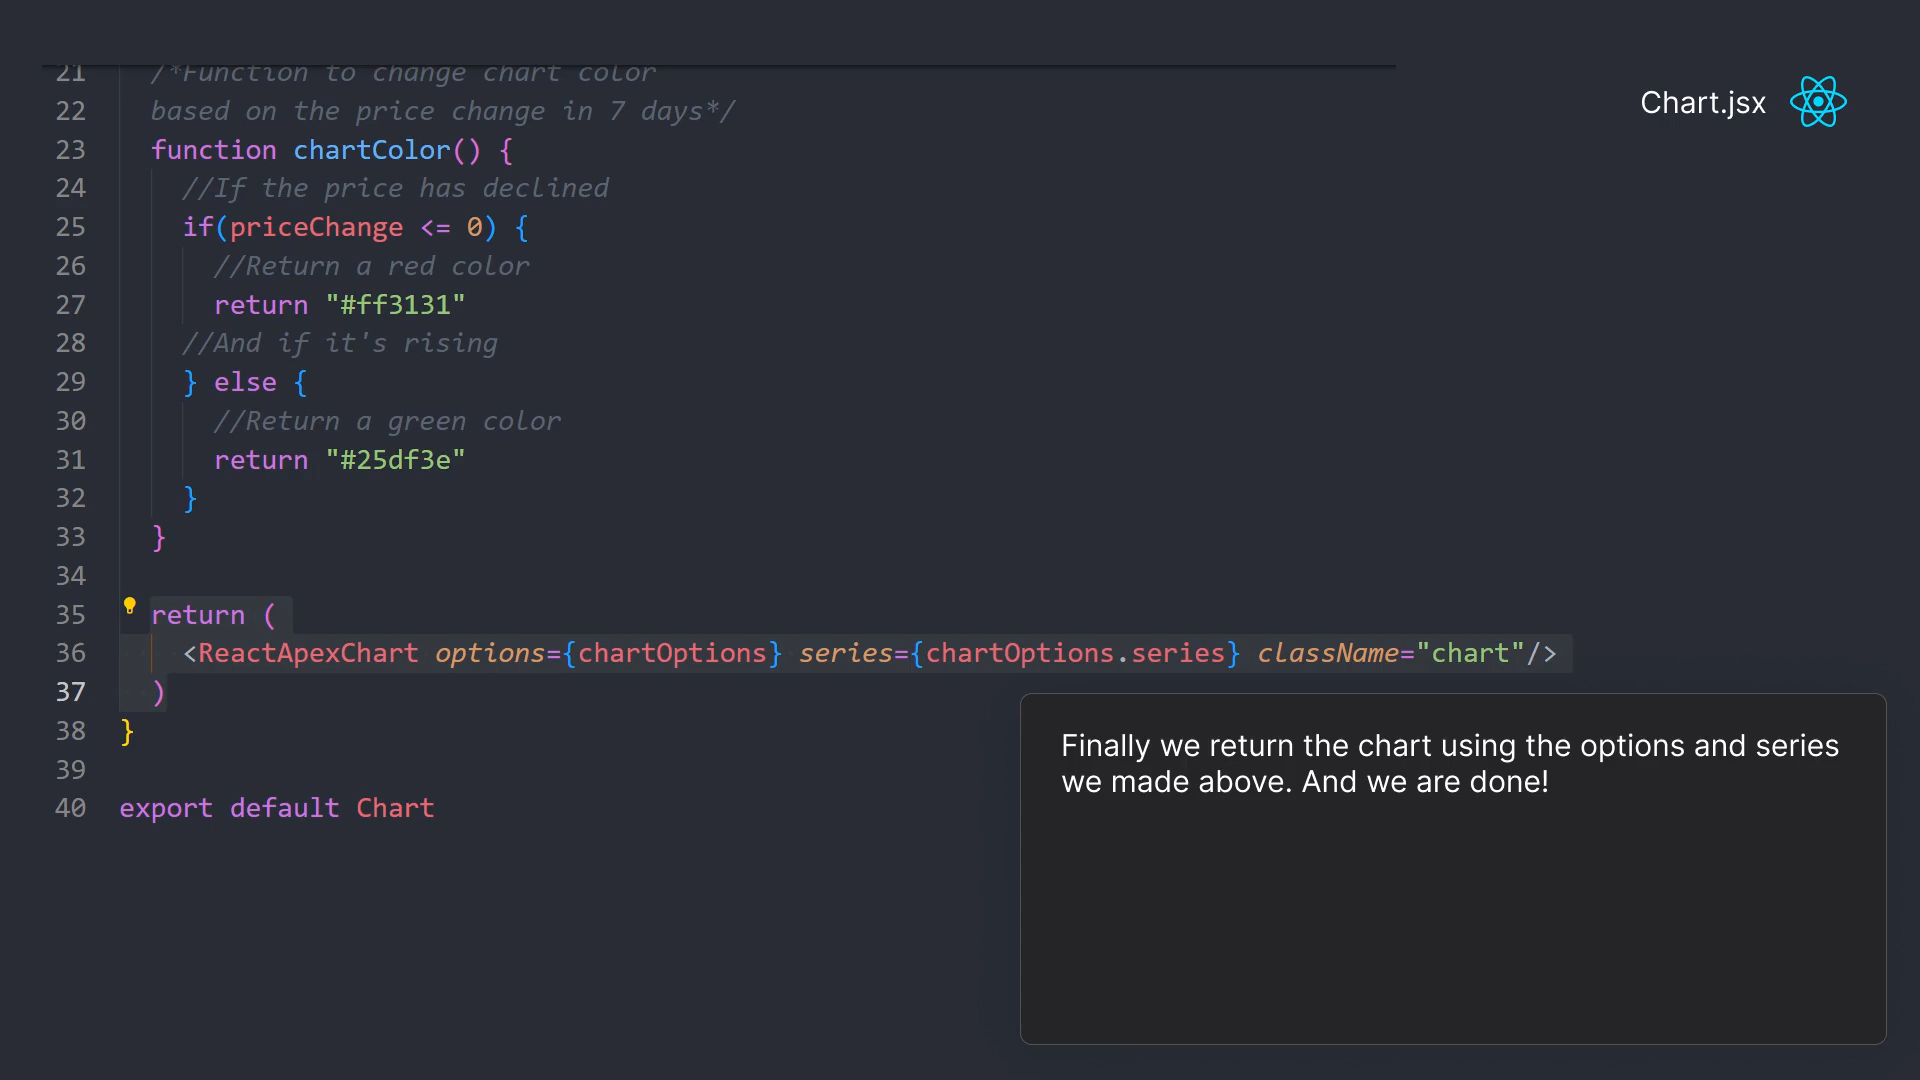 21 /*Function to change chart color
22 based on the price change in 7 days*/
23 function chartColor() {
24 //If the price has declined
25 if(priceChange <= 0) {
26 //Return a red color
27 return "#ff3131"
28 //And if it's rising
29 } else {
30 //Return a green color
31 return "#25df3e"
32 }
33 }
34
35 return (
36 <ReactApexChart options={chartOptions} series={chartOptions.series} className="chart"/>
37 )
38 }
39
40 export default Chart
Chart.jsx
Finally we return the chart using the options and series
we made above. And we are done!